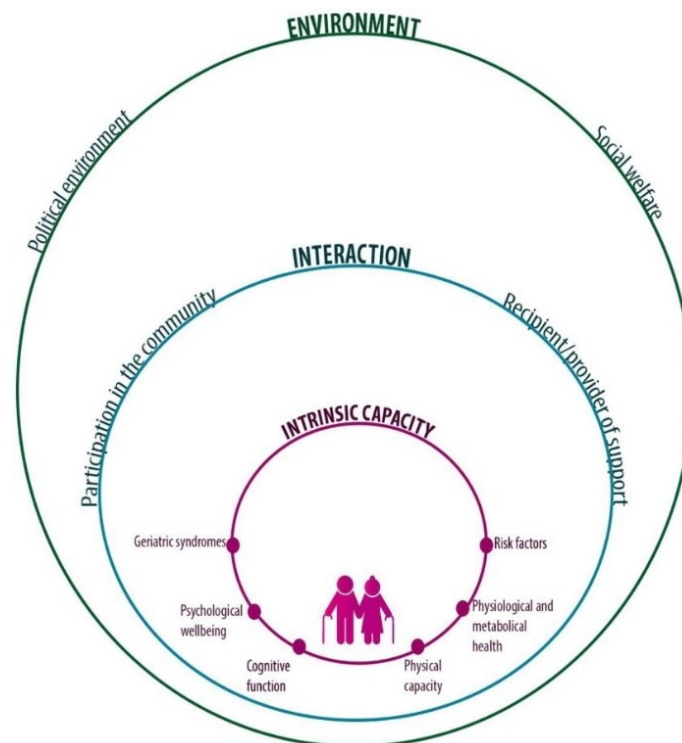 ENVIRONMENT
Political environment
Social welfare
INTERACTION
Participation in the community
Recipient/provider of support
INTRINSIC CAPACITY
Geriatric syndromes
Risk factors
Psychological
wellbeing
Physiological and
metabolical
health
Cognitive
function
Physical
capacity